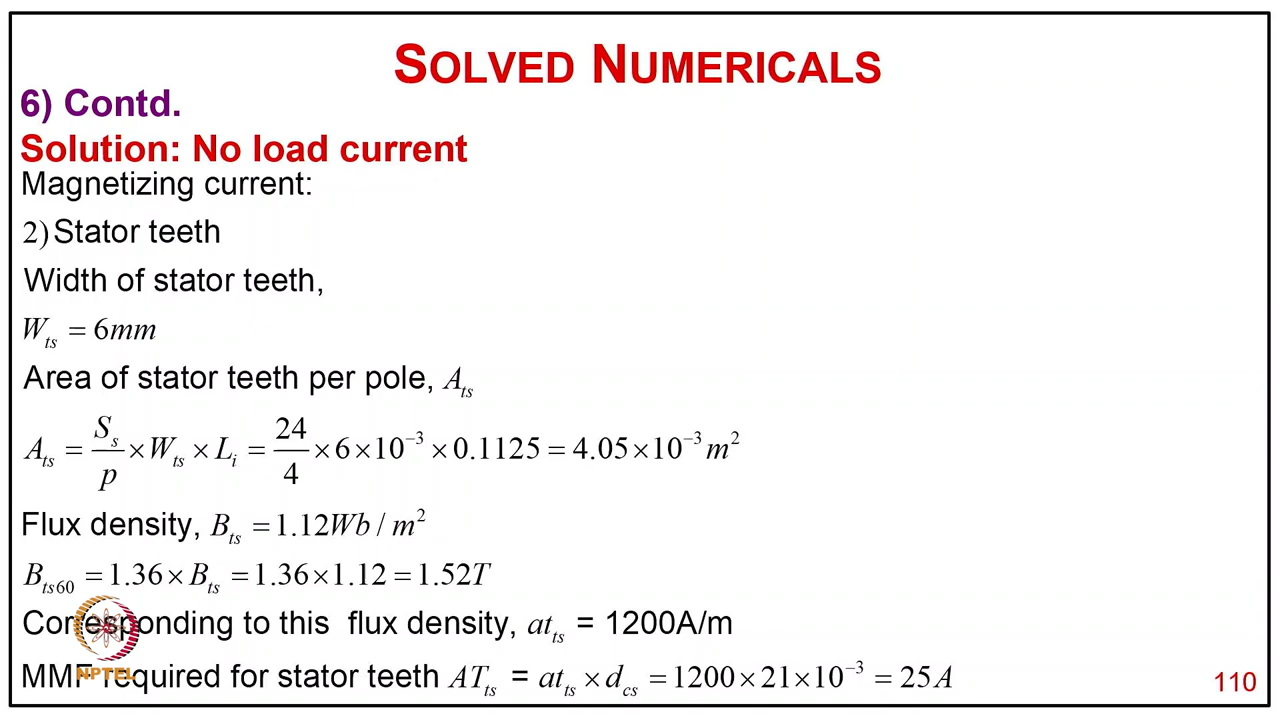 SOLVED NUMERICALS
6) Contd.
Solution: No load current
Magnetizing current:
2) Stator teeth
Width of stator teeth,
W_ts = 6mm
Area of stator teeth per pole, A_ts
A_ts = S_s/p × W_ts × L_i = 24/4 × 6 × 10^−3 × 0.1125 = 4.05 × 10^−3 m^2
Flux density, B_ts = 1.12Wb / m^2
B_ts60 = 1.36 × B_ts = 1.36 × 1.12 = 1.52T
Corresponding to this flux density, at_ts = 1200A/m
MMF required for stator teeth AT_ts = at_ts × d_cs = 1200 × 21 × 10^−3 = 25A
NPTEL
110